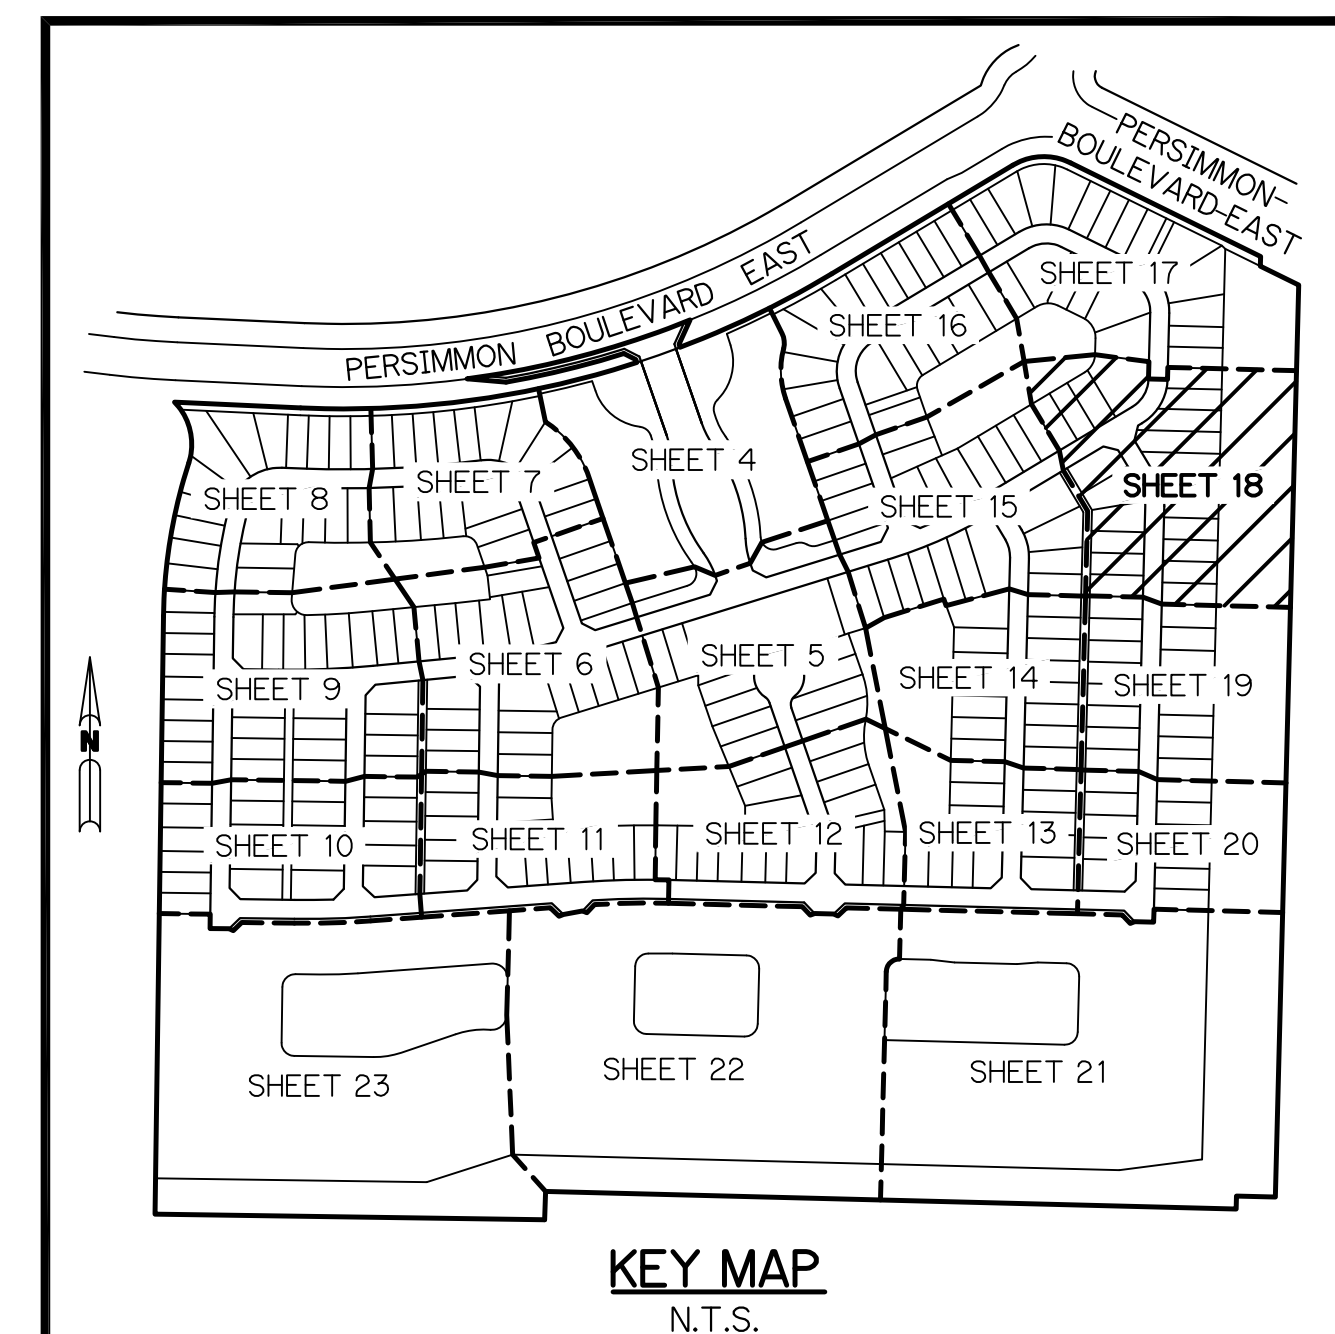 PERSIMMON
BOULEVARD EAST
PERSIMMON BOULEVARD EAST
SHEET 17
SHEET 16
SHEET 4
SHEET 7
SHEET 8
SHEET 18
SHEET 15
SHEET 5
SHEET 6
SHEET 14
SHEET 19
SHEET 9
N
SHEET 10
SHEET 11
SHEET 12
SHEET 13
SHEET 20
SHEET 23
SHEET 22
SHEET 21
KEY MAP
N.T.S.